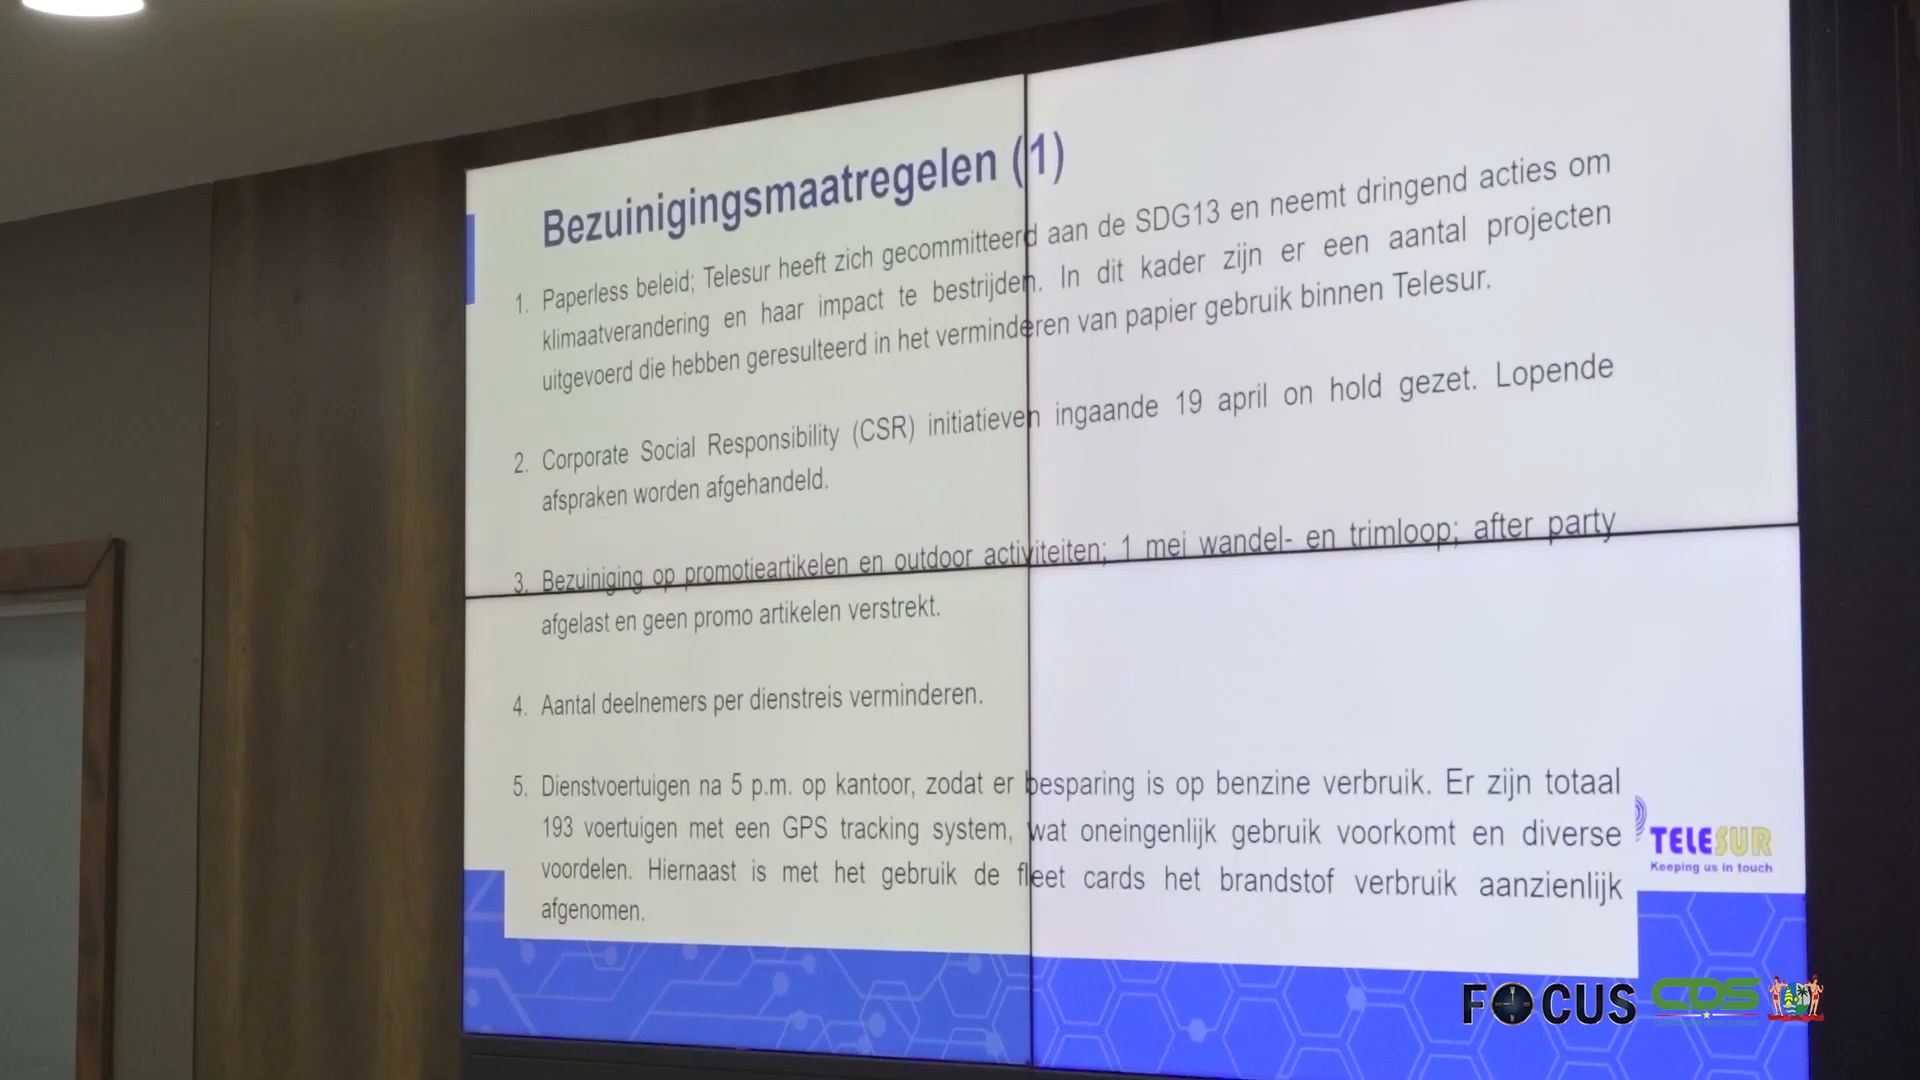 Bezuinigingsmaatregelen (1)
1. Paperless beleid; Telesur heeft zich gecommitteerd aan de SDG13 en neemt dringend acties om
klimaatverandering en haar impact te bestrijden. In dit kader zijn er een aantal projecten
uitgevoerd die hebben geresulteerd in het verminderen van papier gebruik binnen Telesur.
2. Corporate Social Responsibility (CSR) initiatieven ingaande 19 april on hold gezet. Lopende
afspraken worden afgehandeld.
3. Bezuiniging op promotieartikelen en outdoor activiteiten; 1 mei wandel- en trimloop; after party
afgelast en geen promo artikelen verstrekt.
4. Aantal deelnemers per dienstreis verminderen.
5. Dienstvoertuigen na 5 p.m. op kantoor, zodat er besparing is op benzine verbruik. Er zijn totaal
193 voertuigen met een GPS tracking system, wat oneingenlijk gebruik voorkomt en diverse
voordelen. Hiernaast is met het gebruik de fleet cards het brandstof verbruik aanzienlijk
afgenomen.
TELESUR
Keeping us in touch
FOCUS
CDS